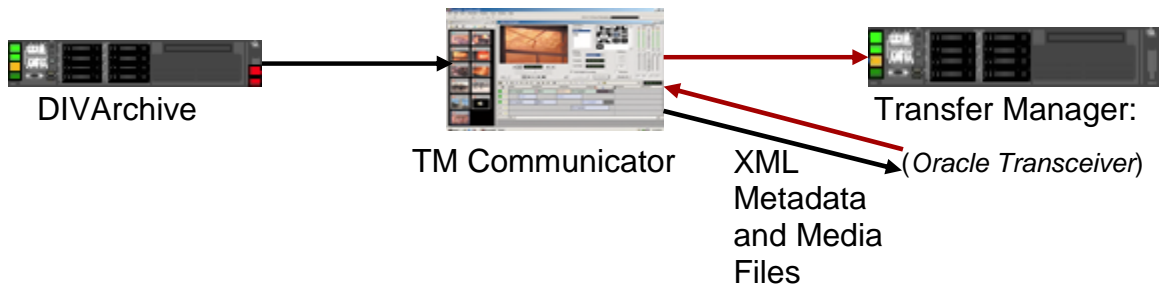 DIVArchive
TM Communicator
Transfer Manager:
(Oracle Transceiver)
XML
Metadata
and Media
Files